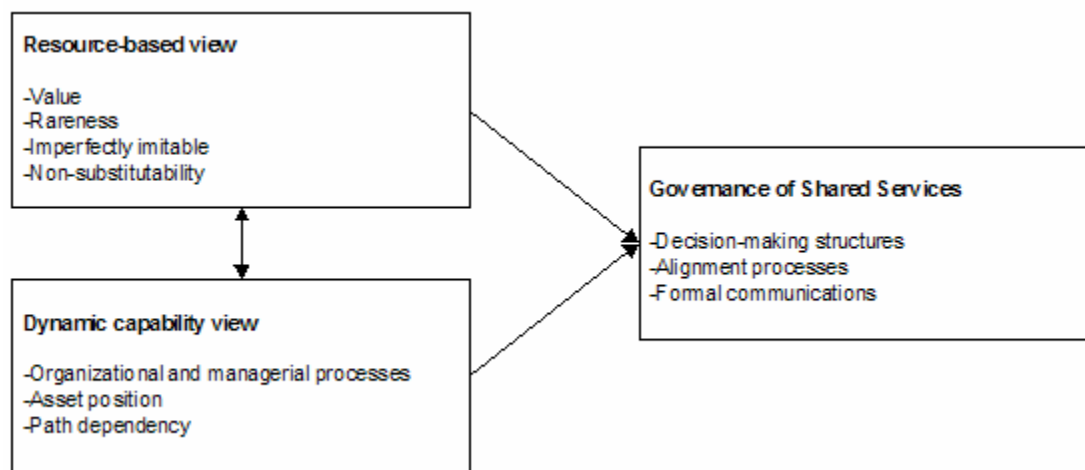 Resource-based view
-Value
-Rareness
-Imperfectly imitable
-Non-substitutability
Dynamic capability view
-Organizational and managerial processes
-Asset position
-Path dependency
Governance of Shared Services
-Decision-making structures
-Alignment processes
-Formal communications